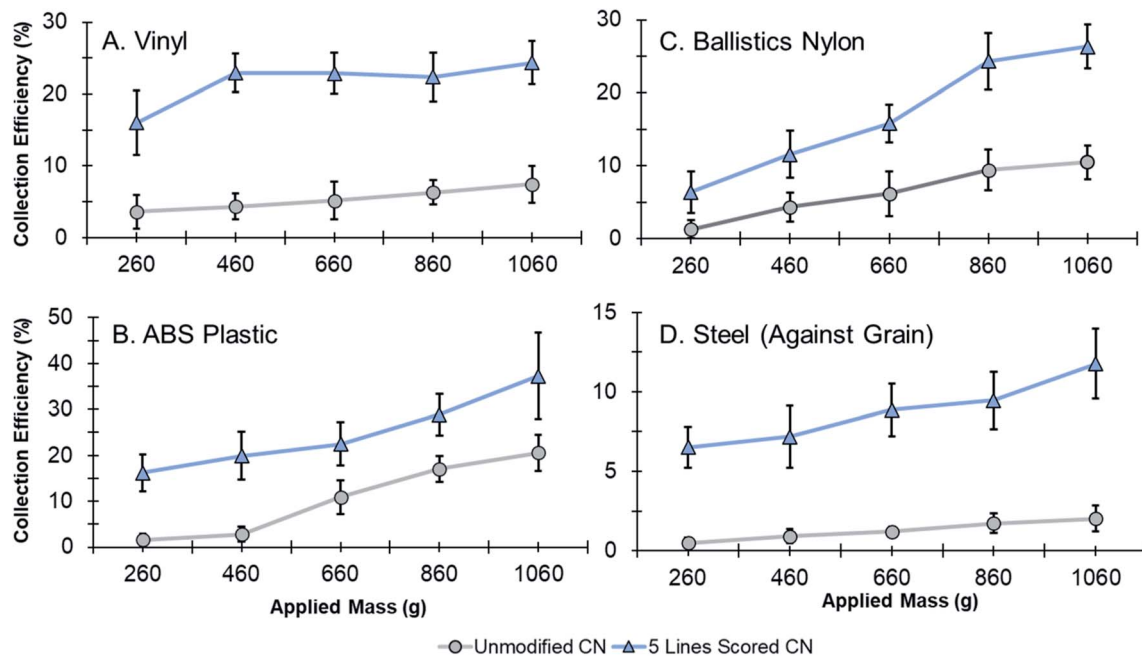 A. Vinyl
Collection Efficiency (%)
30
20
10
0
260 460 660 860 1060
C. Ballistics Nylon
30
20
10
0
260 460 660 860 1060
B. ABS Plastic
Collection Efficiency (%)
50
40
30
20
10
0
260 460 660 860 1060
Applied Mass (g)
D. Steel (Against Grain)
15
10
5
0
260 460 660 860 1060
Applied Mass (g)
Unmodified CN 5 Lines Scored CN